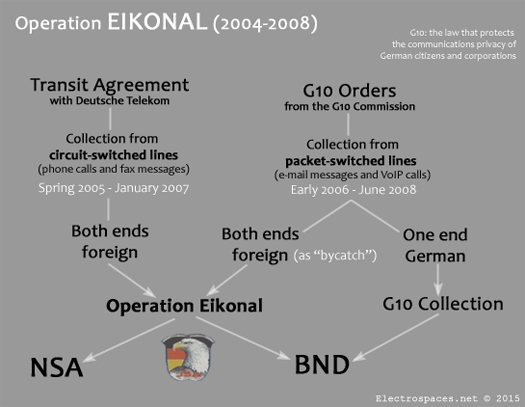 Operation EIKONAL (2004-2008)
G10: the law that protects
the communications privacy of
German citizens and corporations
Transit Agreement
with Deutsche Telekom
Collection from
circuit-switched lines
(phone calls and fax messages)
Spring 2005 - January 2007
G10 Orders
from the G10 Commission
Collection from
packet-switched lines
(e-mail messages and VoIP calls)
Early 2006 - June 2008
Both ends
foreign
Both ends
foreign (as “bycatch”)
One end
German
Operation Eikonal
G10 Collection
NSA
BND
Electrospaces.net © 2015